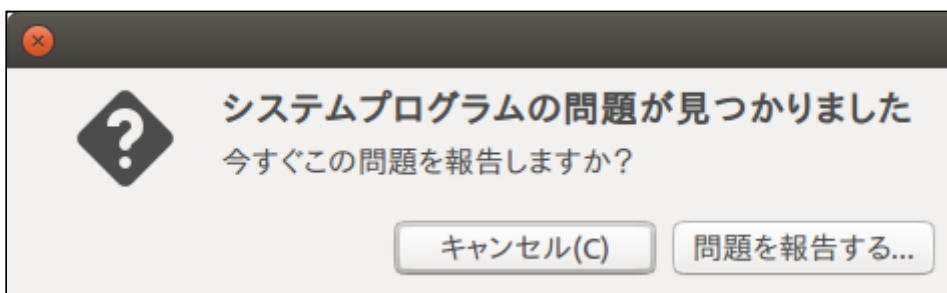 システムプログラムの問題が見つかりました
今すぐこの問題を報告しますか?
キャンセル(C) 問題を報告する...